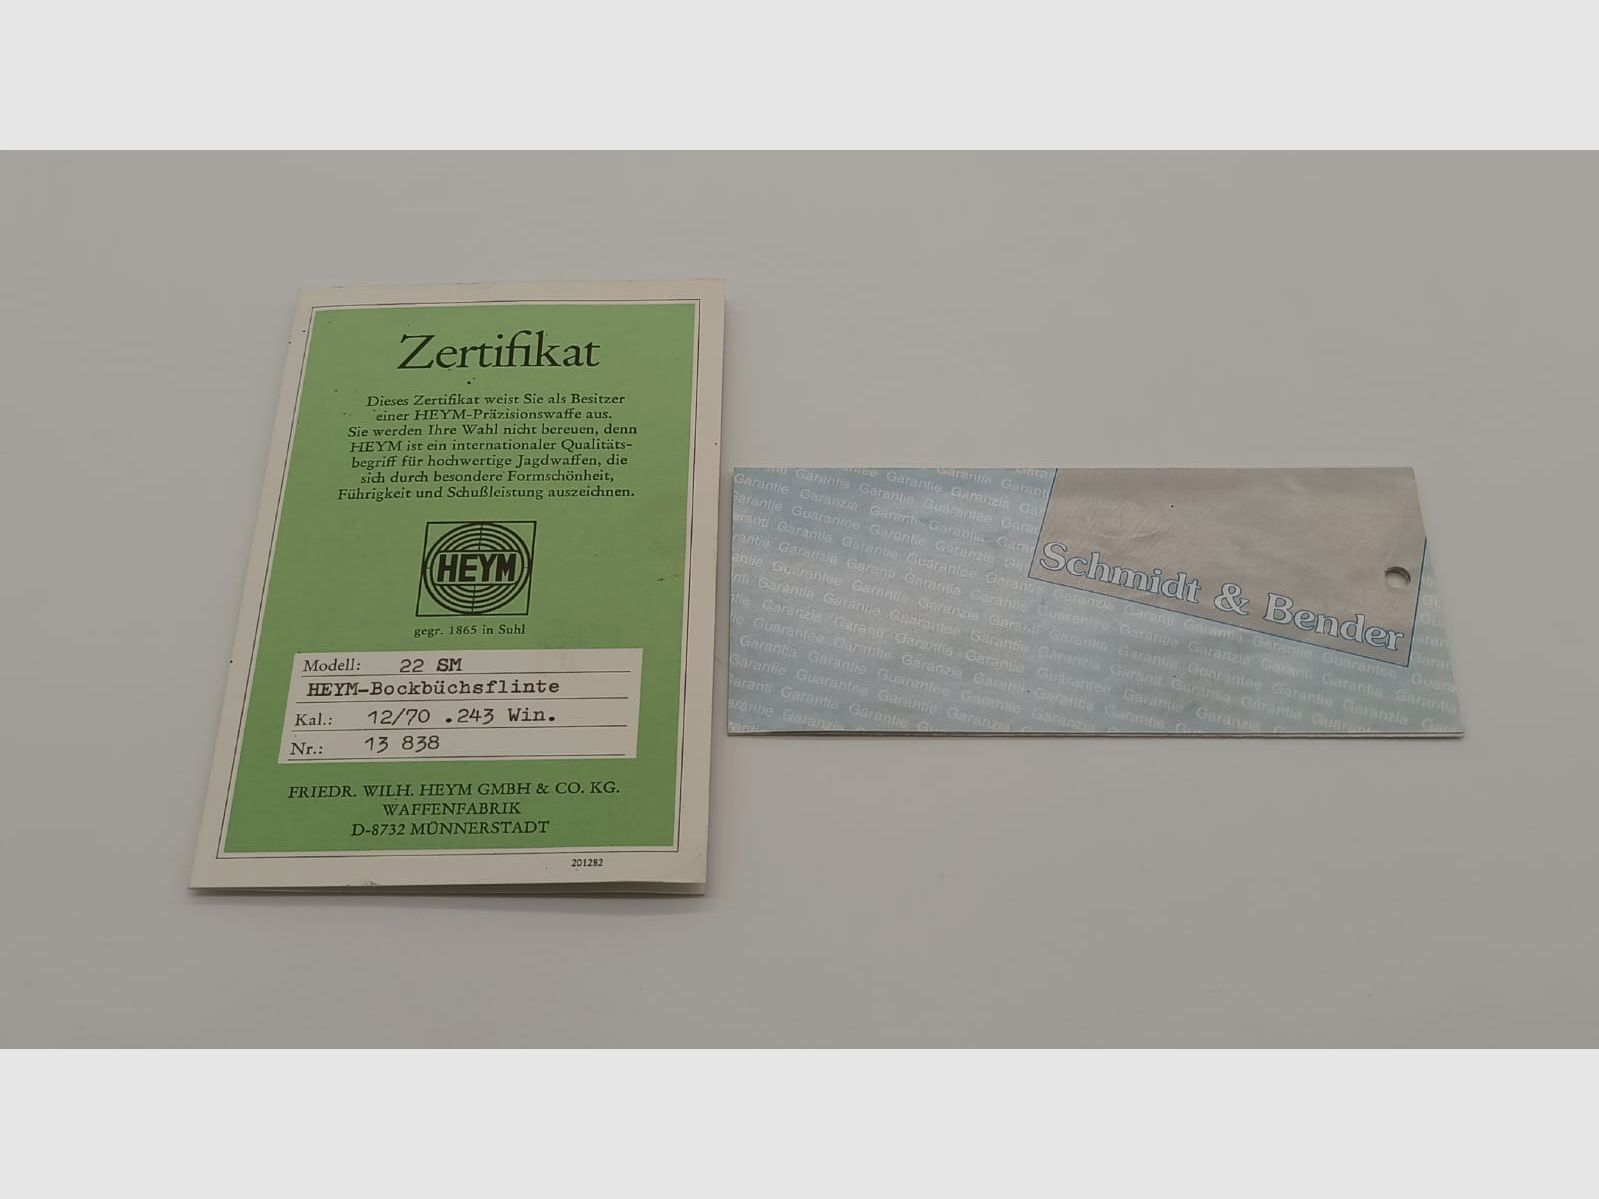 Zertifikat
Dieses Zertifikat weist Sie als Besitzer
einer HEYM-Präzisionswaffe aus.
Sie werden Ihre Wahl nicht bereuen, denn
HEYM ist ein internationaler Qualitäts-
begriff für hochwertige Jagdwaffen, die
sich durch besondere Formschönheit,
Führigkeit und Schußleistung auszeichnen.
HEYM
gegr. 1865 in Suhl
Modell: 22 SM
HEYM-Bockbüchsflinte
Kal.: 12/70 .243 Win.
Nr.: 13 838
FRIEDR. WILH. HEYM GMBH & CO. KG.
WAFFENFABRIK
D-8732 MÜNNERSTADT
201282
Schmidt & Bender